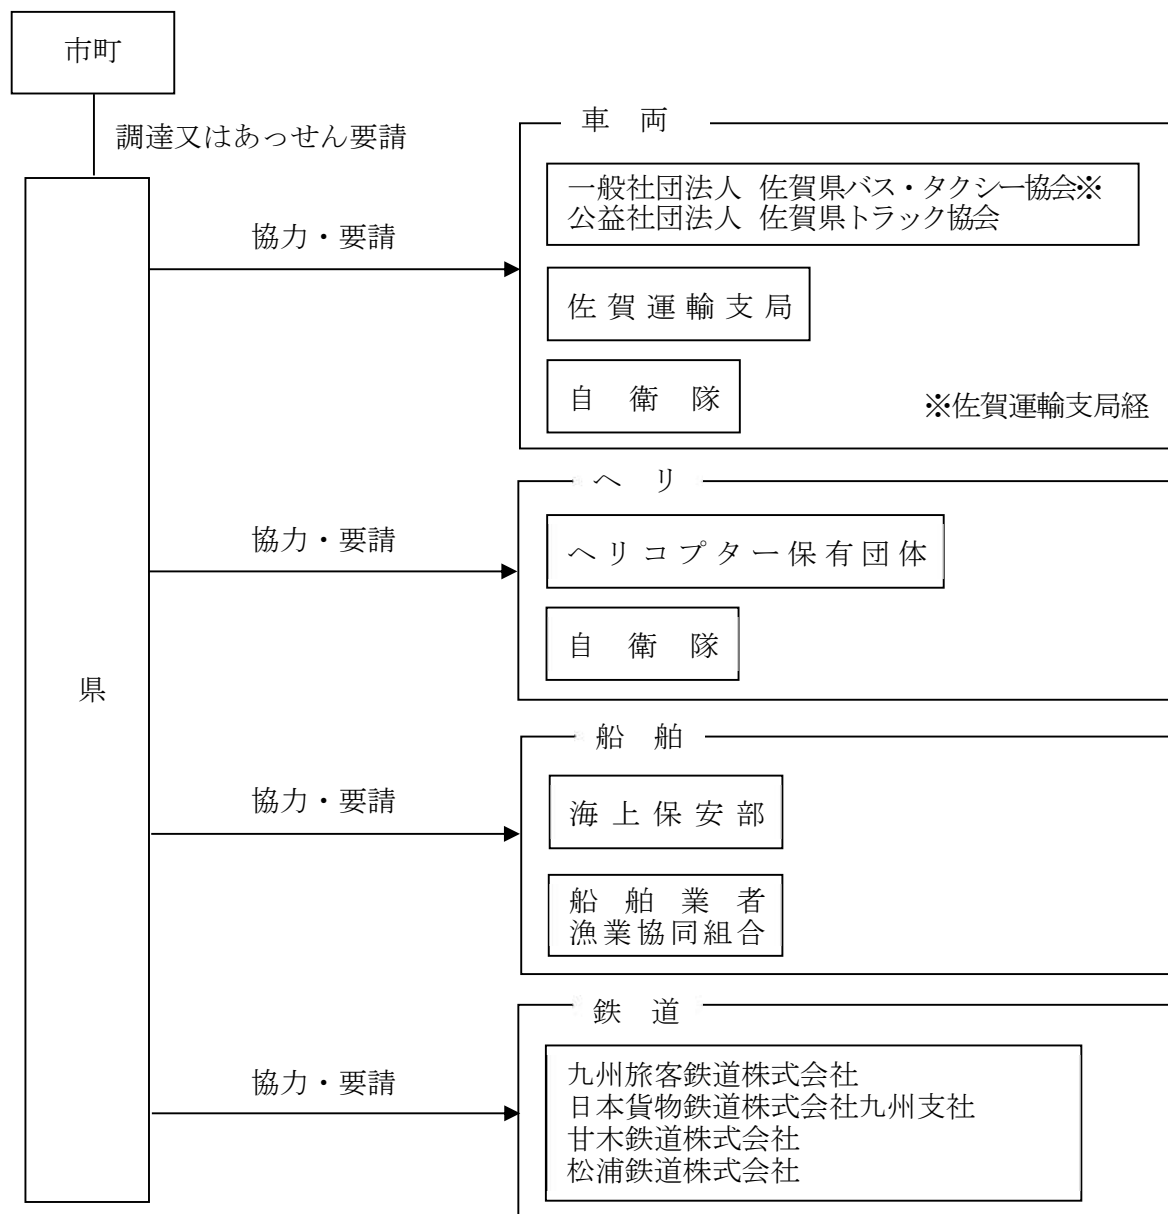 市町
調達又はあっせん要請
県
協力・要請
車 両
一般社団法人 佐賀県バス・タクシー協会※
公益社団法人 佐賀県トラック協会
佐賀運輸支局
自 衛 隊
※佐賀運輸支局経
協力・要請
ヘ リ
ヘリコプター保有団体
自 衛 隊
協力・要請
船 舶
海上保安部
船 舶 業 者
漁業協同組合
協力・要請
鉄 道
九州旅客鉄道株式会社
日本貨物鉄道株式会社九州支社
甘木鉄道株式会社
松浦鉄道株式会社